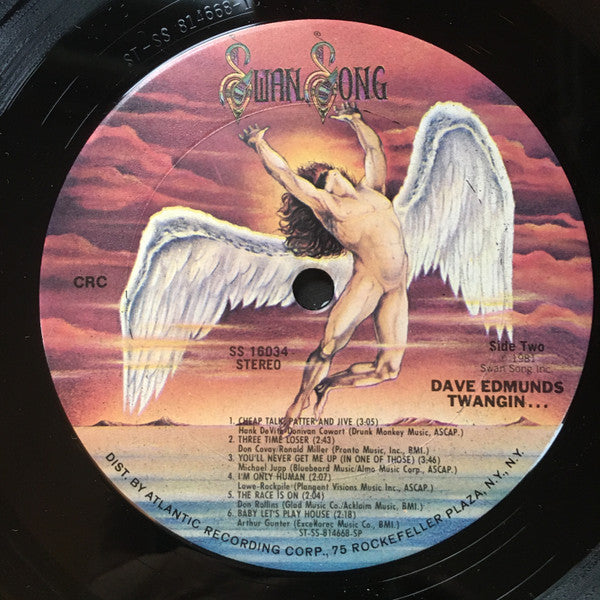 ST-SS 814668-1
SWAN SONG
CRC
SS 16034
STEREO
Side Two
℗ 1981
Swan Song Inc.
DAVE EDMUNDS
TWANGIN...
1. CHEAP TALK, PATTER AND JIVE (3:05)
Hank DeVito-Donivan Cowart (Drunk Monkey Music, ASCAP.)
2. THREE TIME LOSER (2:43)
Don Covay/Ronald Miller (Pronto Music, Inc., BMI.)
3. YOU'LL NEVER GET ME UP (IN ONE OF THOSE) (3:46)
Michael Jupp (Bluebeard Music/Almo Music Corp., ASCAP.)
4. I'M ONLY HUMAN (2:07)
Lowe-Rockpile (Plangent Visions Music Inc., ASCAP.)
5. THE RACE IS ON (2:04)
Don Rollins (Glad Music Co./Acklaim Music, BMI.)
6. BABY LET'S PLAY HOUSE (2:18)
Arthur Gunter (Excellorec Music Co., BMI.)
ST-SS-814668-SP
DIST. BY ATLANTIC RECORDING CORP., 75 ROCKEFELLER PLAZA, N.Y., N.Y.